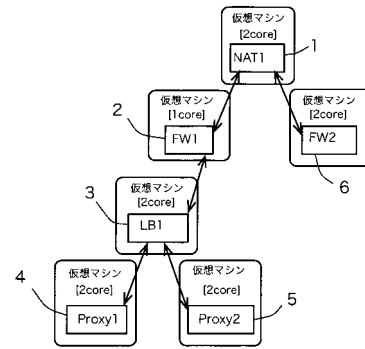 仮想マシン
[2core]
NAT1
1
仮想マシン
[1core]
FW1
2
仮想マシン
[2core]
FW2
6
仮想マシン
[2core]
LB1
3
仮想マシン
[2core]
Proxy1
4
仮想マシン
[2core]
Proxy2
5